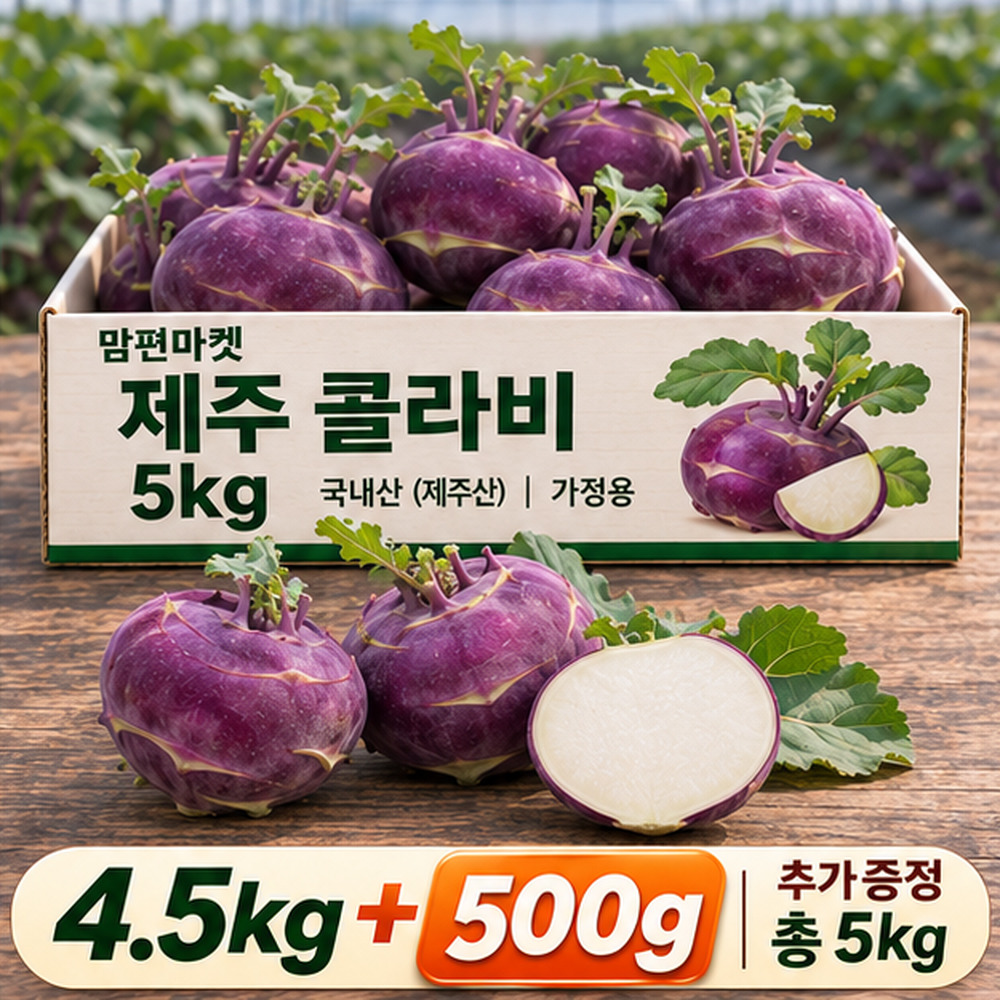 맘편마켓
제주 콜라비
5kg 국내산 (제주산) | 가정용
4.5kg + 500g
추가 증정
총 5kg